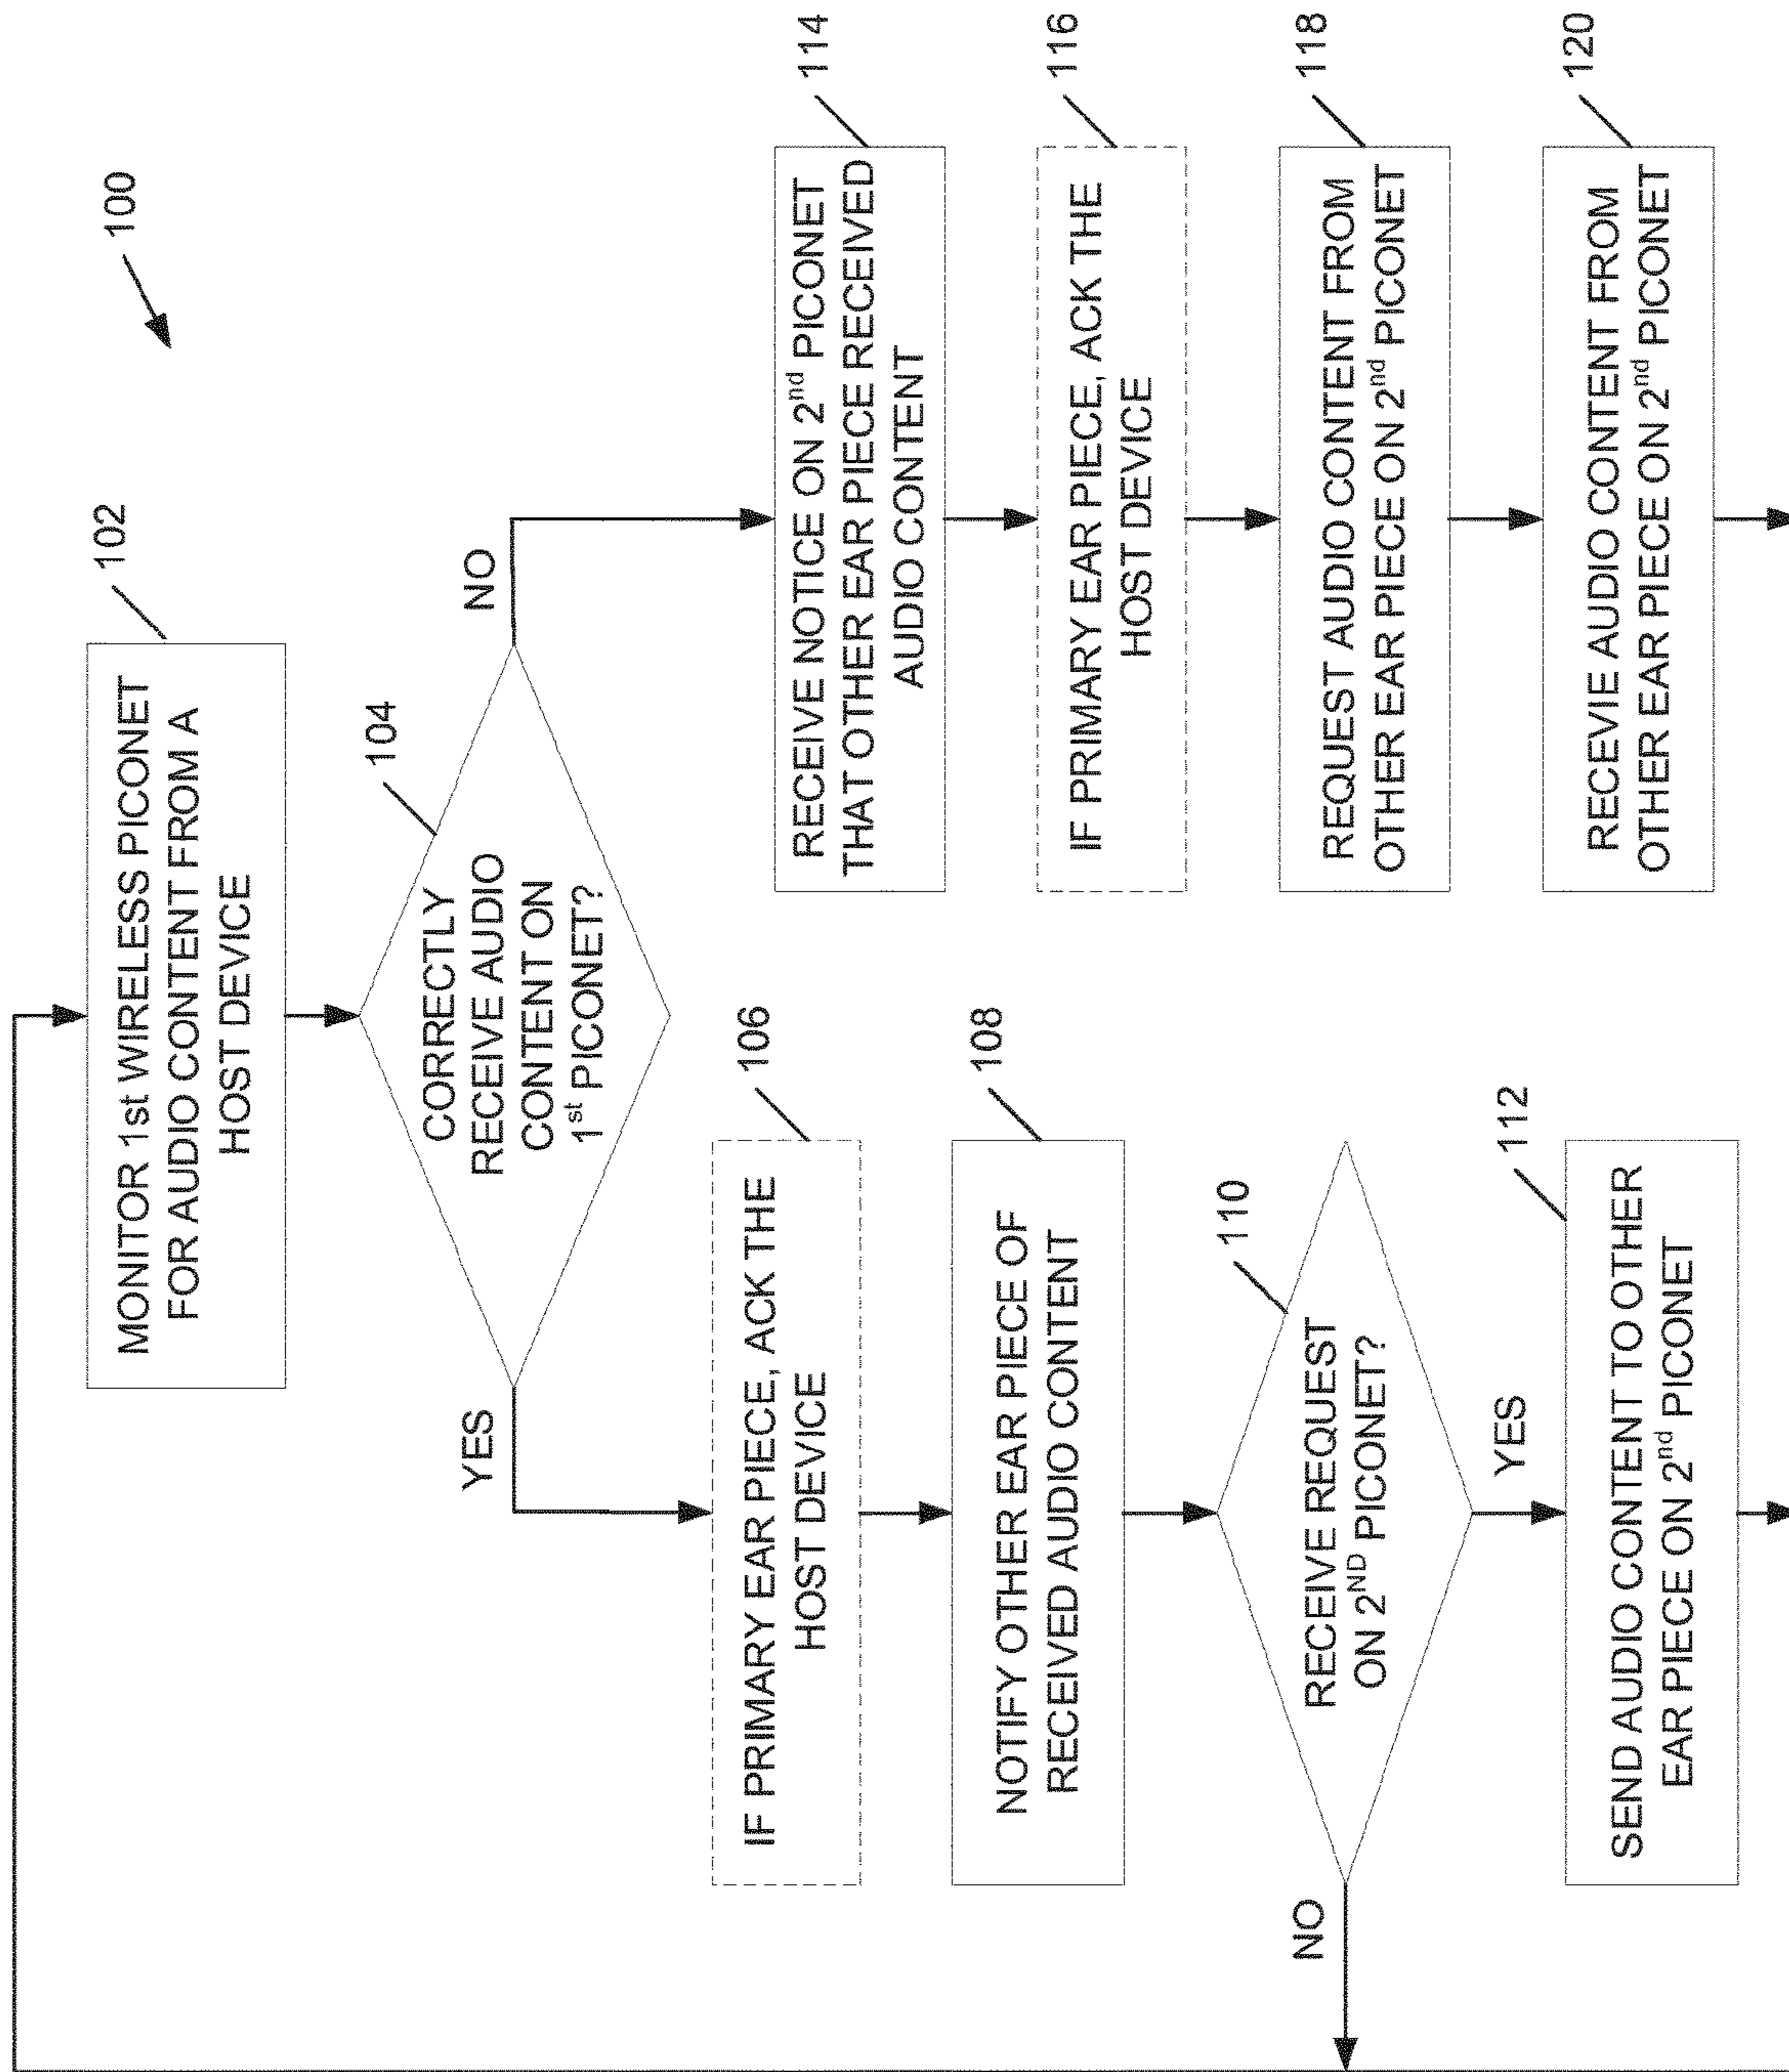 100
102
MONITOR 1st WIRELESS PICONET
FOR AUDIO CONTENT FROM A
HOST DEVICE
104
CORRECTLY
RECEIVE AUDIO
CONTENT ON
1st PICONET?
YES
NO
106
IF PRIMARY EAR PIECE, ACK THE
HOST DEVICE
108
NOTIFY OTHER EAR PIECE OF
RECEIVED AUDIO CONTENT
110
RECEIVE REQUEST
ON 2ND PICONET?
NO
YES
112
SEND AUDIO CONTENT TO OTHER
EAR PIECE ON 2nd PICONET
114
RECEIVE NOTICE ON 2nd PICONET
THAT OTHER EAR PIECE RECEIVED
AUDIO CONTENT
116
IF PRIMARY EAR PIECE, ACK THE
HOST DEVICE
118
REQUEST AUDIO CONTENT FROM
OTHER EAR PIECE ON 2nd PICONET
120
RECEVIE AUDIO CONTENT FROM
OTHER EAR PIECE ON 2nd PICONET